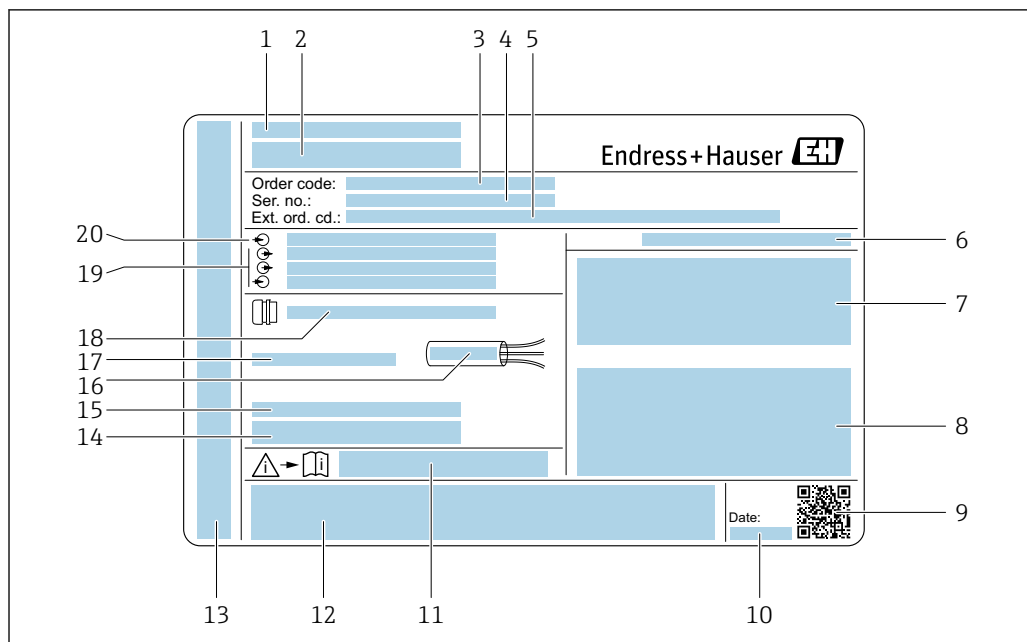 1 2 3 4 5
Endress+Hauser EH
Order code:
Ser. no.:
Ext. ord. cd.:
20
6
19
7
18
17
16
15
14
8
i i
Date:
9
13 12 11 10